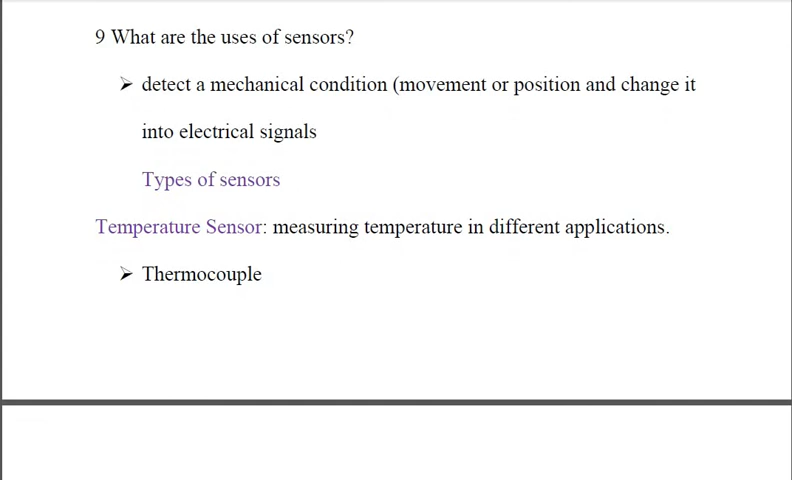 9 What are the uses of sensors?
➢ detect a mechanical condition (movement or position and change it
into electrical signals
Types of sensors
Temperature Sensor: measuring temperature in different applications.
➢ Thermocouple